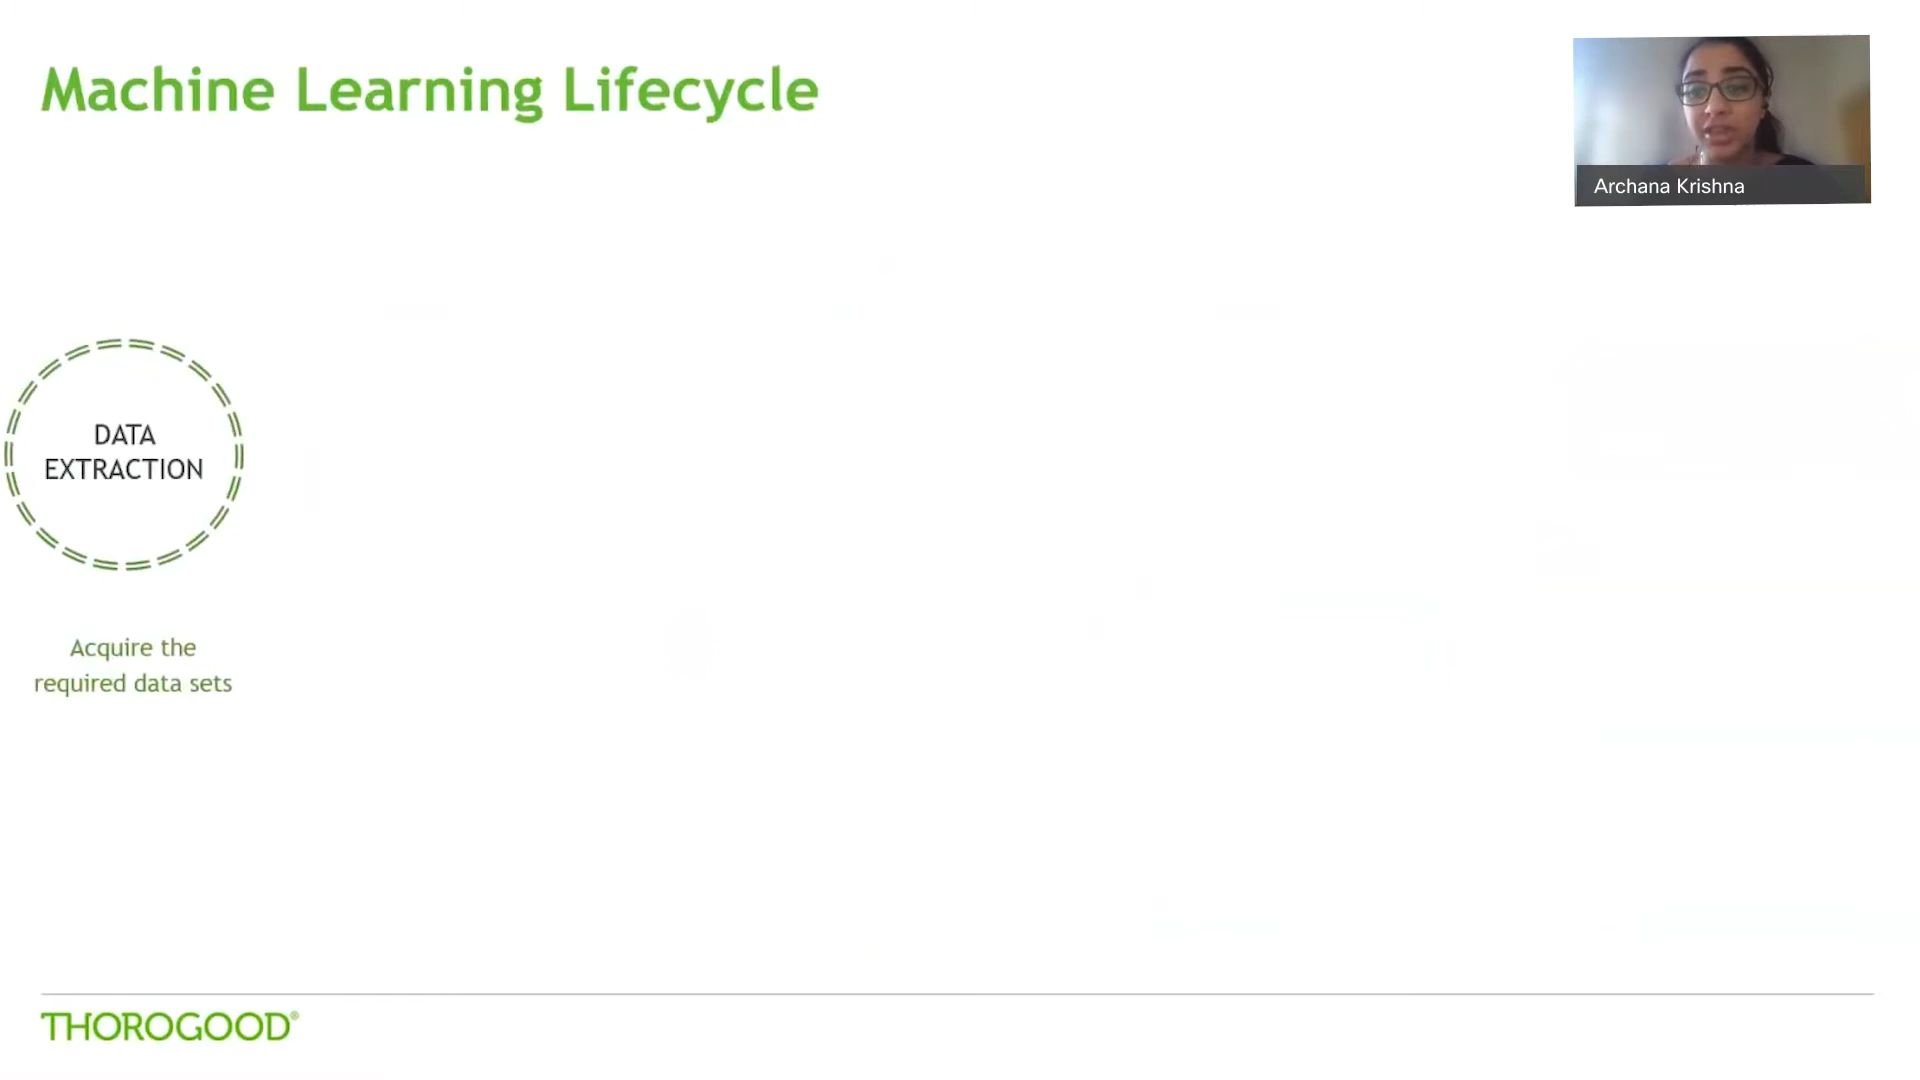 Machine Learning Lifecycle
Archana Krishna
DATA
EXTRACTION
Acquire the
required data sets
THOROGOOD®